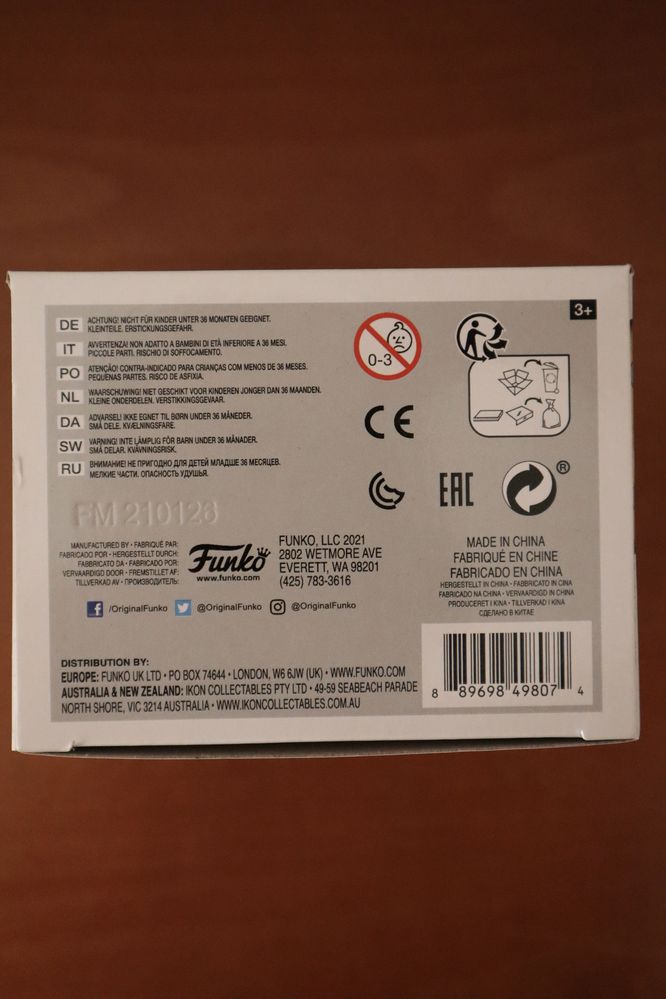 3+
DE ACHTUNG! NICHT FÜR KINDER UNTER 36 MONATEN GEEIGNET.
KLEINTEILE. ERSTICKUNGSGEFAHR.
IT AVVERTENZA! NON ADATTO A BAMBINI DI ETÀ INFERIORE A 36 MESI.
PICCOLE PARTI. RISCHIO DI SOFFOCAMENTO.
PO ATENÇÃO! CONTRA-INDICADO PARA CRIANÇAS COM MENOS DE 36 MESES.
PEQUENAS PARTES. RISCO DE ASFIXIA.
NL WAARSCHUWING! NIET GESCHIKT VOOR KINDEREN JONGER DAN 36 MAANDEN.
KLEINE ONDERDELEN. VERSTIKKINGSGEVAAR.
DA ADVARSEL! IKKE EGNET TIL BØRN UNDER 36 MÅNEDER.
SMÅ DELE. KVÆLNINGSFARE.
SW VARNING! INTE LÄMPLIG FÖR BARN UNDER 36 MÅNADER.
SMÅ DELAR. KVÄVNINGSRISK.
RU ВНИМАНИЕ! НЕ ПРИГОДНО ДЛЯ ДЕТЕЙ МЛАДШЕ 36 МЕСЯЦЕВ.
МЕЛКИЕ ЧАСТИ. ОПАСНОСТЬ УДУШЬЯ.
0-3
CE
EAC
®
FM 210128
MANUFACTURED BY • FABRIQUÉ PAR:
FABRICADO POR • HERGESTELLT DURCH:
FABBRICATO DA • FABRICADO POR:
VERVAARDIGD DOOR • FREMSTILLET AF:
TILLVERKAD AV • ПРОИЗВОДИТЕЛЬ:
Funko
www.funko.com
FUNKO, LLC 2021
2802 WETMORE AVE
EVERETT, WA 98201
(425) 783-3616
MADE IN CHINA
FABRIQUÉ EN CHINE
FABRICADO EN CHINA
HERGESTELLT IN CHINA • FABBRICATO IN CINA
FABRICADO NA CHINA • VERVAARDIGD IN CHINA
PRODUCERET I KINA • TILLVERKAD I KINA
СДЕЛАНО В КИТАЕ
f /OriginalFunko @OriginalFunko @OriginalFunko
DISTRIBUTION BY:
EUROPE: FUNKO UK LTD • PO BOX 74644 • LONDON, W6 6JW (UK) • WWW.FUNKO.COM
AUSTRALIA & NEW ZEALAND: IKON COLLECTABLES PTY LTD • 49-59 SEABEACH PARADE
NORTH SHORE, VIC 3214 AUSTRALIA • WWW.IKONCOLLECTABLES.COM.AU
8 89698 49807 4